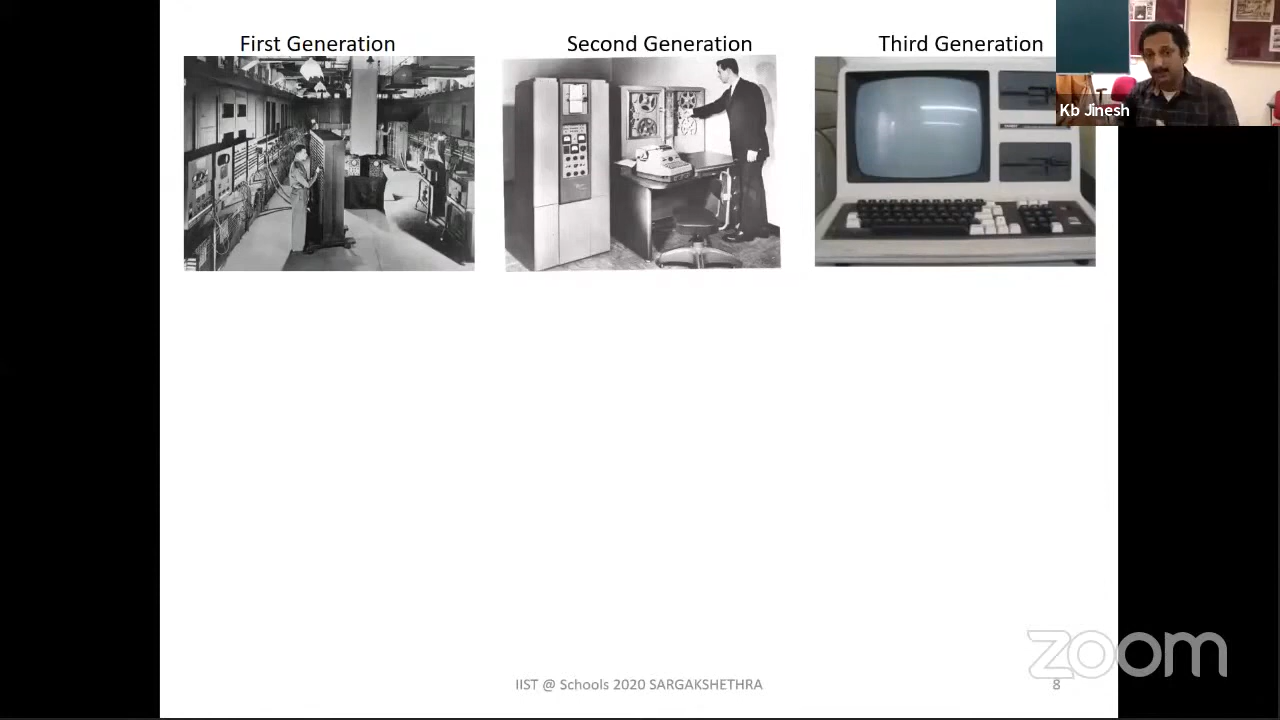 First Generation
Second Generation
Third Generation
Kb Jinesh
zoom
IIST @ Schools 2020 SARGAKSHETHRA
8